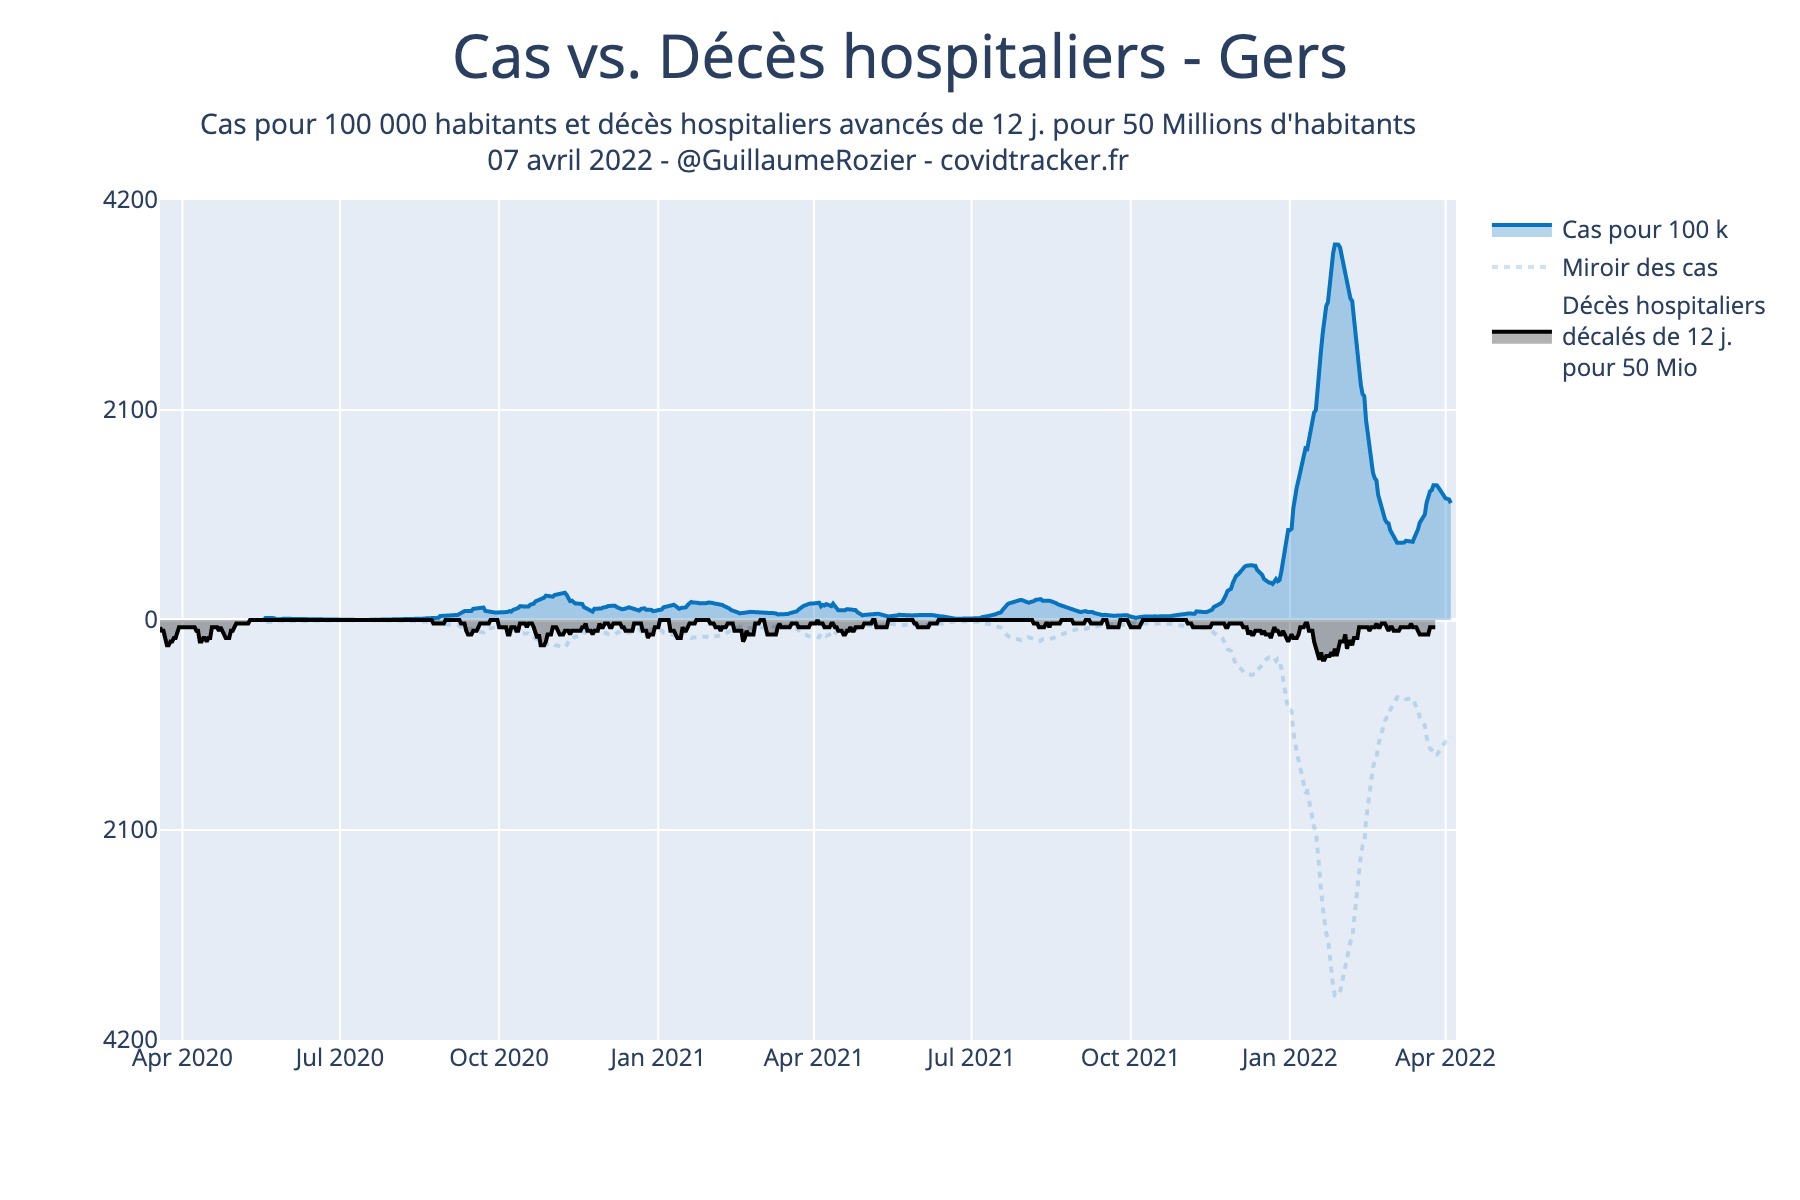 Cas vs. Décès hospitaliers - Gers
Cas pour 100 000 habitants et décès hospitaliers avancés de 12 j. pour 50 Millions d'habitants
07 avril 2022 - @GuillaumeRozier - covidtracker.fr
4200
2100
0
2100
4200
Apr 2020
Jul 2020
Oct 2020
Jan 2021
Apr 2021
Jul 2021
Oct 2021
Jan 2022
Apr 2022
Cas pour 100 k
Miroir des cas
Décès hospitaliers
décalés de 12 j.
pour 50 Mio